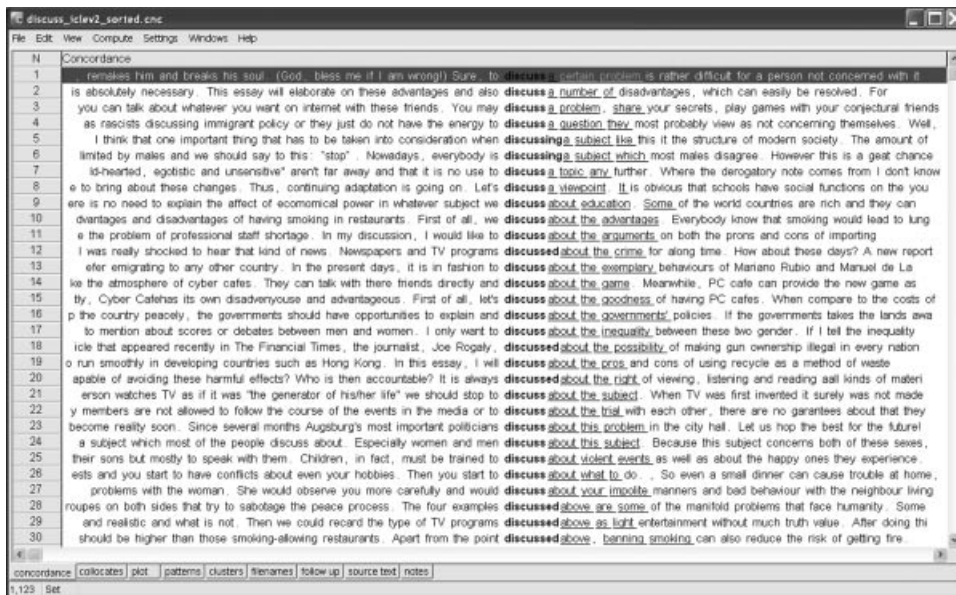 discuss_iclev2_sorted.cnc
File Edit View Compute Settings Windows Help
N Concordance
1 , remakes him and breaks his soul. (God, bless me if I am wrong!) Sure, to discuss a certain problem is rather difficult for a person not concerned with it
2 is absolutely necessary. This essay will elaborate on these advantages and also discuss a number of disadvantages, which can easily be resolved. For
3 you can talk about whatever you want on internet with these friends. You may discuss a problem, share your secrets, play games with your conjectural friends
4 as rascists discussing immigrant policy or they just do not have the energy to discuss a question they most probably view as not concerning themselves. Well,
5 I think that one important thing that has to be taken into consideration when discussing a subject like this it the structure of modern society. The amount of
6 limited by males and we should say to this: "stop". Nowadays, everybody is discussing a subject which most males disagree. However this is a geat chance
7 ld-hearted, egotistic and unsensitive" aren't far away and that it is no use to discuss a topic any further. Where the derogatory note comes from I don't know
8 e to bring about these changes. Thus, continuing adaptation is going on. Let's discuss a viewpoint. It is obvious that schools have social functions on the you
9 ere is no need to explain the affect of ecomomical power in whatever subject we discuss about education. Some of the world countries are rich and they can
10 dvantages and disadvantages of having smoking in restaurants. First of all, we discuss about the advantages. Everybody know that smoking would lead to lung
11 e the problem of professional staff shortage. In my discussion, I would like to discuss about the arguments on both the prons and cons of importing
12 I was really shocked to hear that kind of news. Newspapers and TV programs discussed about the crime for along time. How about these days? A new report
13 efer emigrating to any other country. In the present days, it is in fashion to discuss about the exemplary behaviours of Mariano Rubio and Manuel de La
14 ke the atmosphere of cyber cafes. They can talk with there friends directly and discuss about the game. Meanwhile, PC cafe can provide the new game as
15 tly, Cyber Cafehas its own disadvenyouse and advantageous. First of all, let's discuss about the goodness of having PC cafes. When compare to the costs of
16 p the country peacely, the governments should have opportunities to explain and discuss about the governments' policies. If the governments takes the lands awa
17 to mention about scores or debates between men and women. I only want to discuss about the inequality between these two gender. If I tell the inequality
18 icle that appeared recently in The Financial Times, the journalist, Joe Rogaly, discussed about the possibility of making gun ownership illegal in every nation
19 o run smoothly in developing countries such as Hong Kong. In this essay, I will discuss about the pros and cons of using recycle as a method of waste
20 apable of avoiding these harmful effects? Who is then accountable? It is always discussed about the right of viewing, listening and reading aall kinds of materi
21 erson watches TV as if it was "the generator of his/her life" we should stop to discuss about the subject. When TV was first invented it surely was not made
22 y members are not allowed to follow the course of the events in the media or to discuss about the trial with each other, there are no garantees about that they
23 become reality soon. Since several months Augsburg's most important politicians discuss about this problem in the city hall. Let us hop the best for the future!
24 a subject which most of the people discuss about. Especially women and men discuss about this subject. Because this subject concerns both of these sexes,
25 their sons but mostly to speak with them. Children, in fact, must be trained to discuss about violent events as well as about the happy ones they experience.
26 ests and you start to have conflicts about even your hobbies. Then you start to discuss about what to do. , So even a small dinner can cause trouble at home,
27 problems with the woman. She would observe you more carefully and would discuss about your impolite manners and bad behaviour with the neighbour living
28 roupes on both sides that try to sabotage the peace process. The four examples discussed above are some of the manifold problems that face humanity. Some
29 and realistic and what is not. Then we could recard the type of TV programs discussed above as light entertainment without much truth value. After doing thi
30 should be higher than those smoking-allowing restaurants. Apart from the point discussed above, banning smoking can also reduce the risk of getting fire.
concordance collocates plot patterns clusters filenames follow up source text notes
1,123 Set